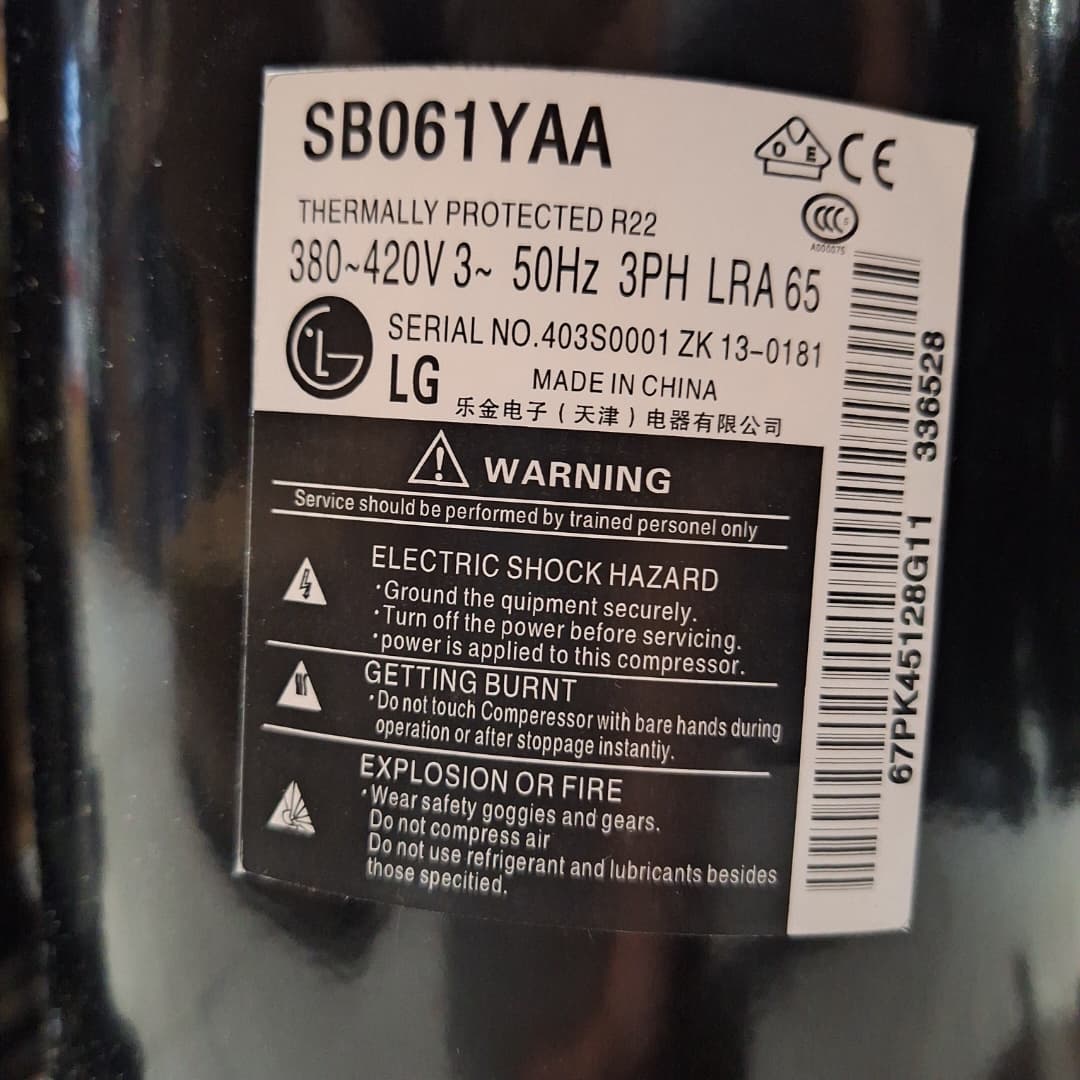 SB061YAA
OVE CE
CCC S
A000075
THERMALLY PROTECTED R22
380~420V 3~ 50Hz 3PH LRA 65
SERIAL NO.403S0001 ZK 13-0181
LG
MADE IN CHINA
乐金电子(天津)电器有限公司
WARNING
Service should be performed by trained personel only
ELECTRIC SHOCK HAZARD
·Ground the quipment securely.
·Turn off the power before servicing.
·power is applied to this compressor.
GETTING BURNT
·Do not touch Comperessor with bare hands during
operation or after stoppage instantiy.
EXPLOSION OR FIRE
·Wear safety goggies and gears.
Do not compress air
Do not use refrigerant and lubricants besides
those specitied.
67PK45128G11 336528